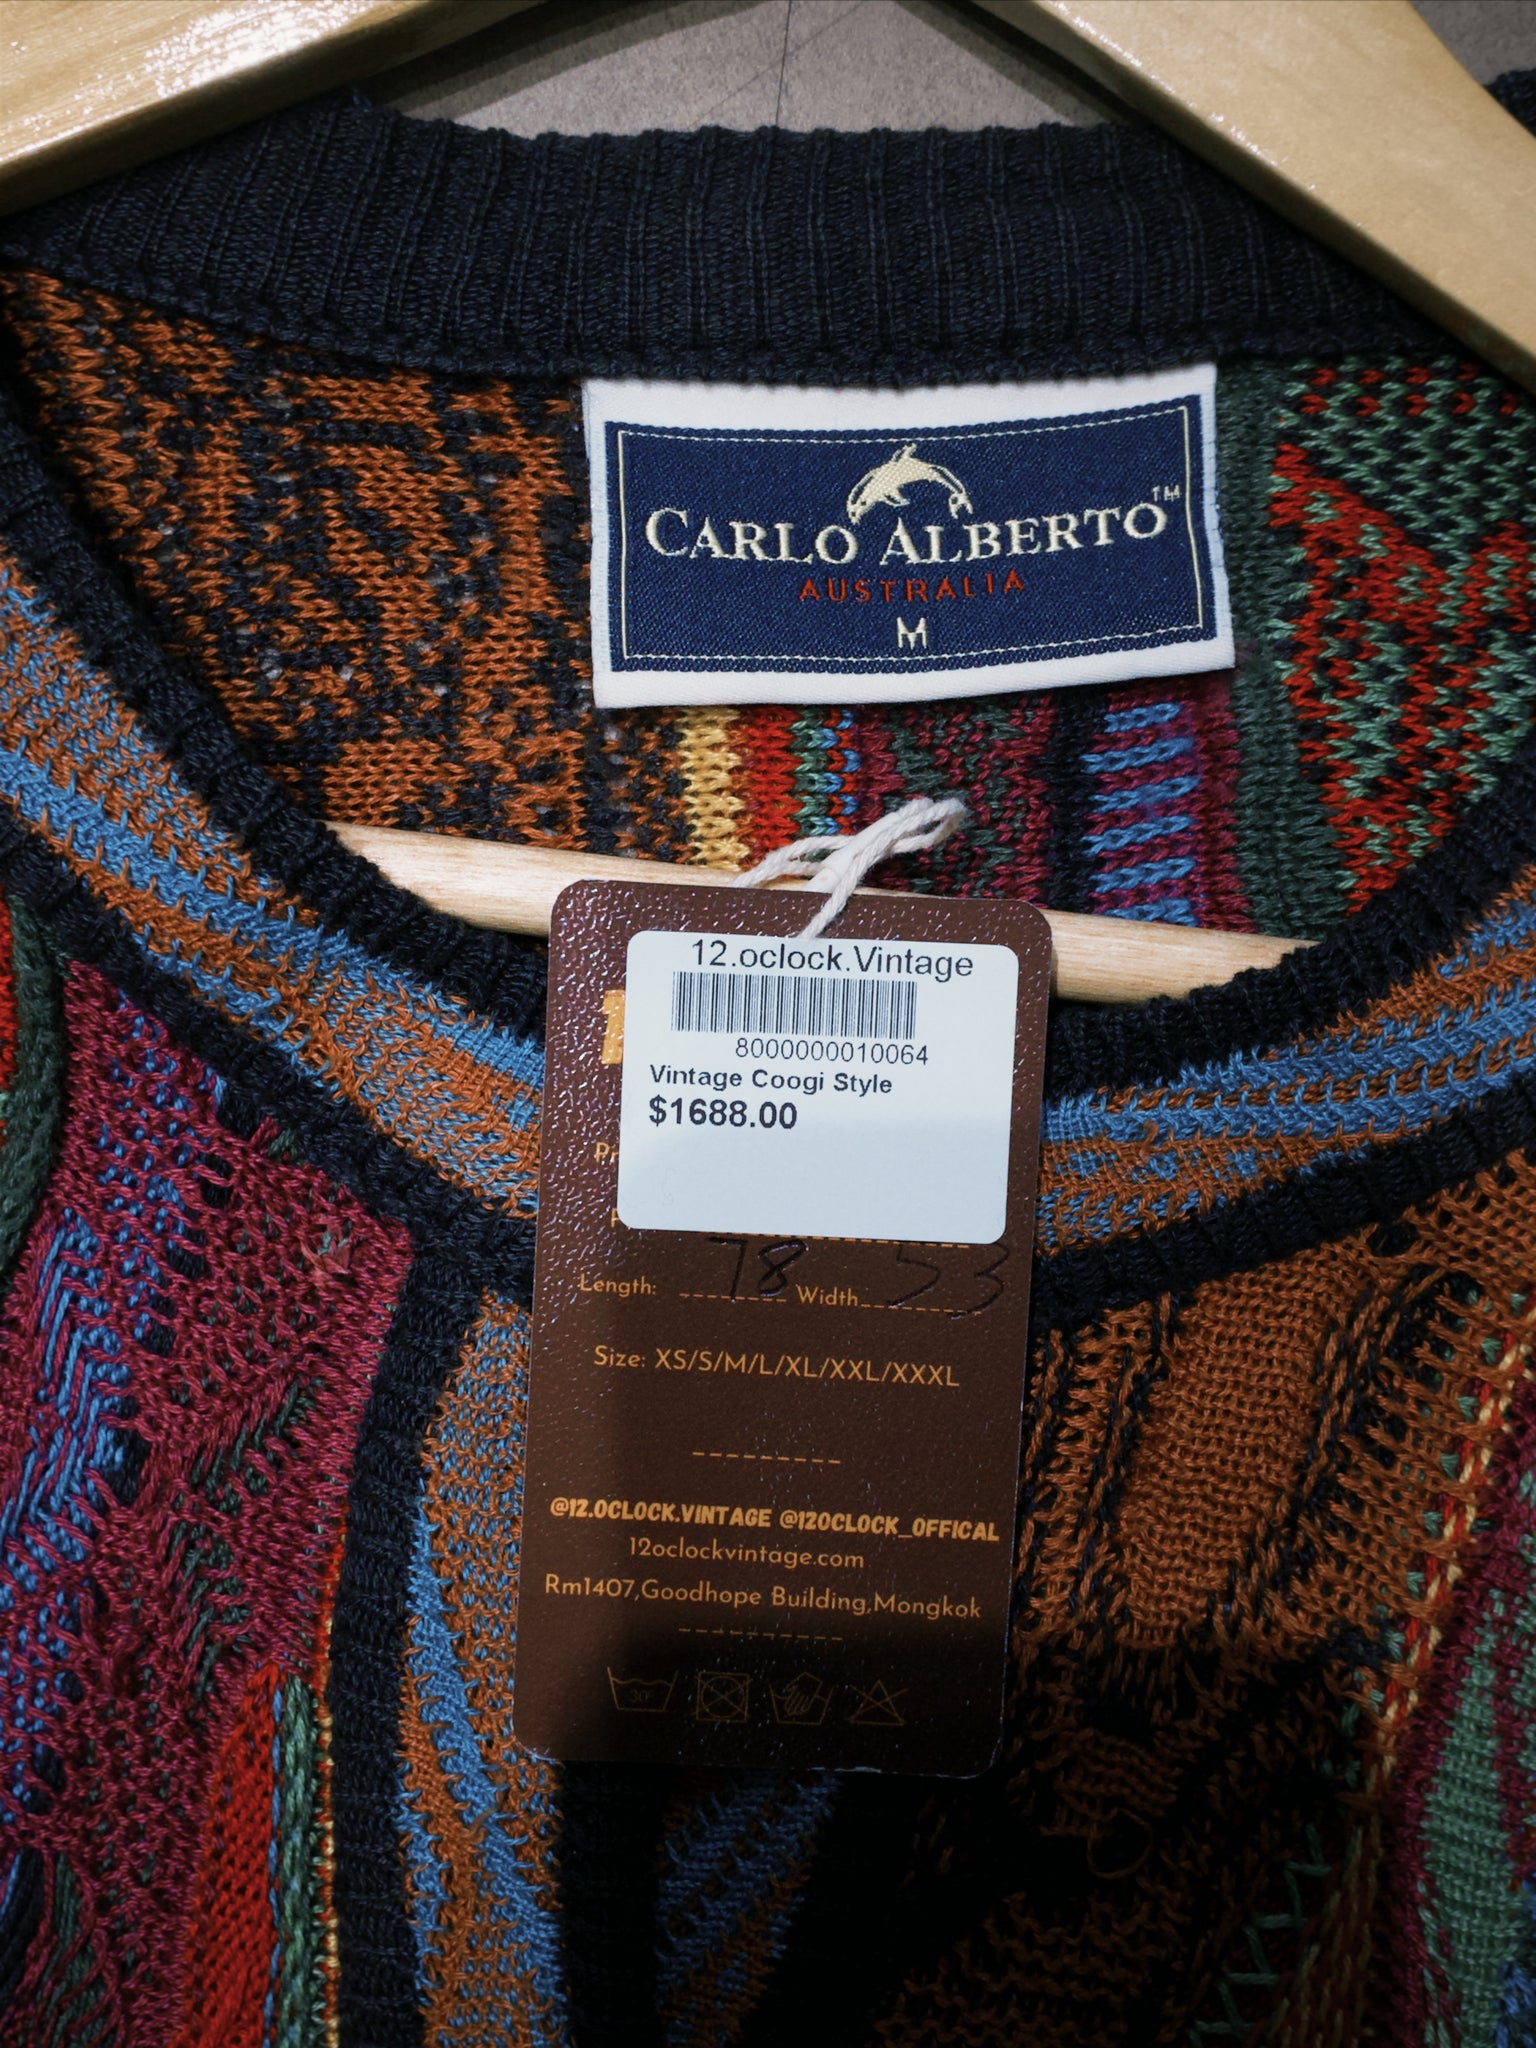 CARLO ALBERTO™
AUSTRALIA
M
12.oclock.Vintage
8000000010064
Vintage Coogi Style
$1688.00
Length: 78 Width 53
Size: XS/S/M/L/XL/XXL/XXXL
@12.OCLOCK.VINTAGE @12OCLOCK_OFFICAL
12oclockvintage.com
Rm1407,Goodhope Building,Mongkok
30°